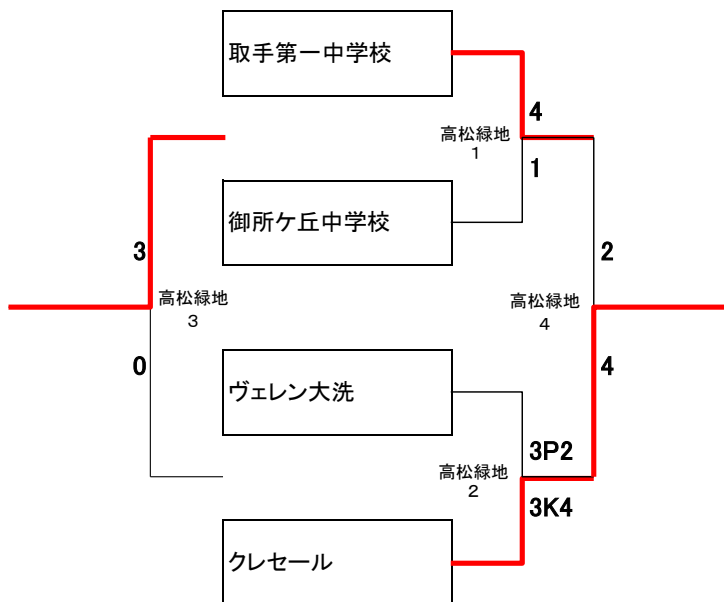 取手第一中学校
4
高松緑地
1
1
御所ケ丘中学校
3
2
高松緑地
3
高松緑地
4
0
4
ヴェレン大洗
3P2
高松緑地
2
3K4
クレセール